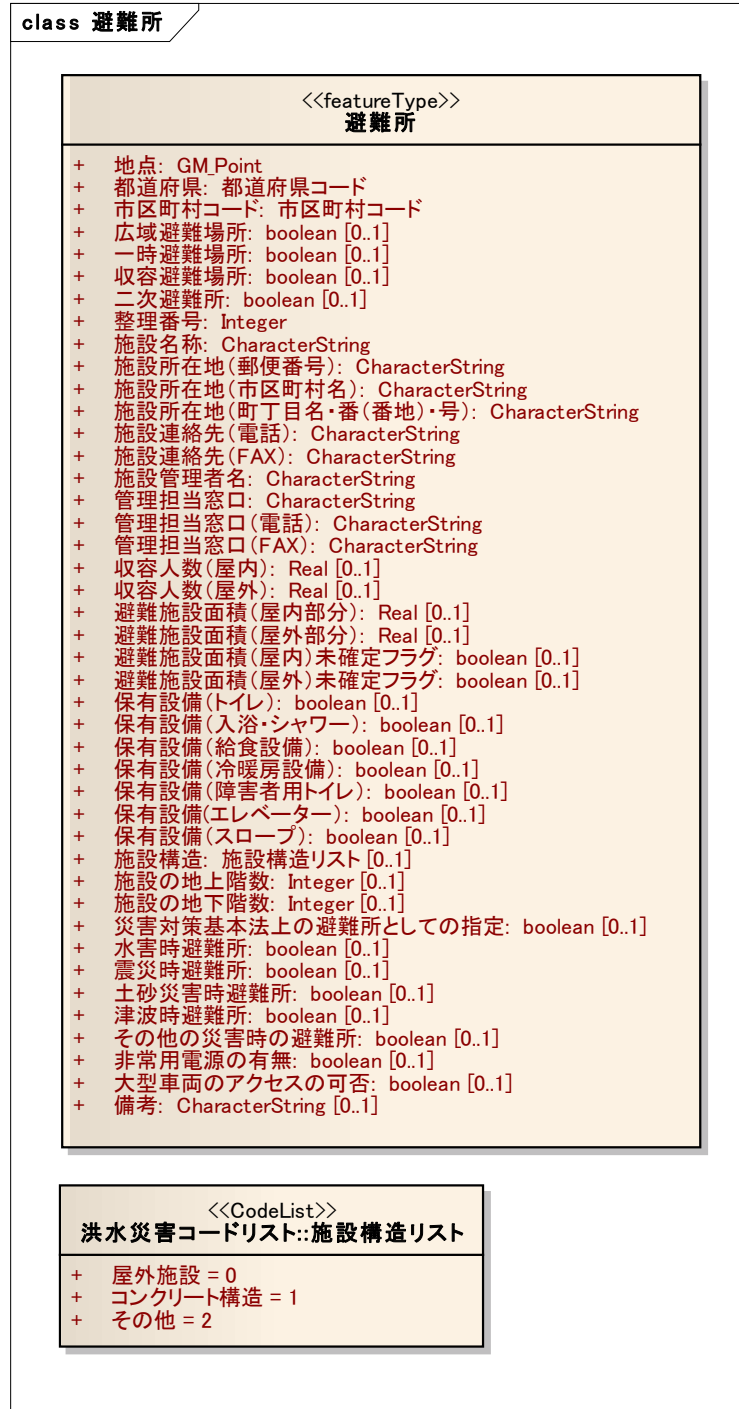 class 避難所
<<featureType>>
避難所
+ 地点: GM_Point
+ 都道府県: 都道府県コード
+ 市区町村コード: 市区町村コード
+ 広域避難場所: boolean [0..1]
+ 一時避難場所: boolean [0..1]
+ 収容避難場所: boolean [0..1]
+ 二次避難所: boolean [0..1]
+ 整理番号: Integer
+ 施設名称: CharacterString
+ 施設所在地(郵便番号): CharacterString
+ 施設所在地(市区町村名): CharacterString
+ 施設所在地(町丁目名・番(番地)・号): CharacterString
+ 施設連絡先(電話): CharacterString
+ 施設連絡先(FAX): CharacterString
+ 施設管理者名: CharacterString
+ 管理担当窓口: CharacterString
+ 管理担当窓口(電話): CharacterString
+ 管理担当窓口(FAX): CharacterString
+ 収容人数(屋内): Real [0..1]
+ 収容人数(屋外): Real [0..1]
+ 避難施設面積(屋内部分): Real [0..1]
+ 避難施設面積(屋外部分): Real [0..1]
+ 避難施設面積(屋内)未確定フラグ: boolean [0..1]
+ 避難施設面積(屋外)未確定フラグ: boolean [0..1]
+ 保有設備(トイレ): boolean [0..1]
+ 保有設備(入浴・シャワー): boolean [0..1]
+ 保有設備(給食設備): boolean [0..1]
+ 保有設備(冷暖房設備): boolean [0..1]
+ 保有設備(障害者用トイレ): boolean [0..1]
+ 保有設備(エレベーター): boolean [0..1]
+ 保有設備(スロープ): boolean [0..1]
+ 施設構造: 施設構造リスト [0..1]
+ 施設の地上階数: Integer [0..1]
+ 施設の地下階数: Integer [0..1]
+ 災害対策基本法上の避難所としての指定: boolean [0..1]
+ 水害時避難所: boolean [0..1]
+ 震災時避難所: boolean [0..1]
+ 土砂災害時避難所: boolean [0..1]
+ 津波時避難所: boolean [0..1]
+ その他の災害時の避難所: boolean [0..1]
+ 非常用電源の有無: boolean [0..1]
+ 大型車両のアクセスの可否: boolean [0..1]
+ 備考: CharacterString [0..1]
<<CodeList>>
洪水災害コードリスト::施設構造リスト
+ 屋外施設 = 0
+ コンクリート構造 = 1
+ その他 = 2